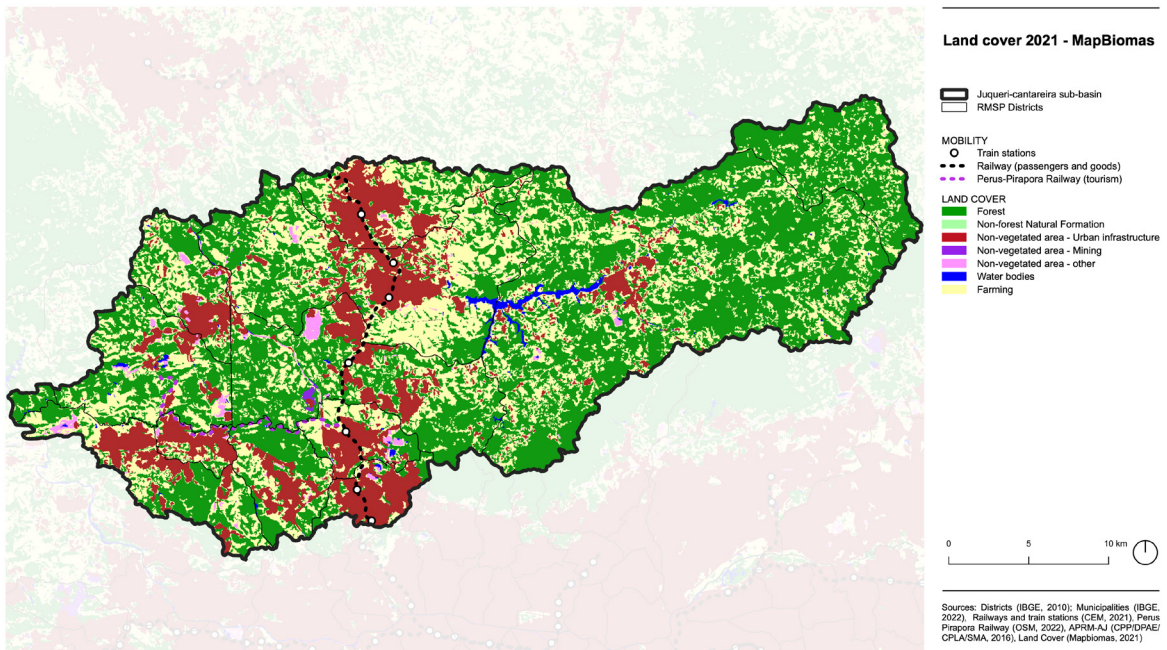 Land cover 2021 - MapBiomas
Juqueri-cantareira sub-basin
RMSP Districts
MOBILITY
Train stations
Railway (passengers and goods)
Perus-Pirapora Railway (tourism)
LAND COVER
Forest
Non-forest Natural Formation
Non-vegetated area - Urban infrastructure
Non-vegetated area - Mining
Non-vegetated area - other
Water bodies
Farming
0 5 10 km
Sources: Districts (IBGE, 2010); Municipalities (IBGE,
2022), Railways and train stations (CEM, 2021), Perus
Pirapora Railway (OSM, 2022), APRM-AJ (CPP/DPAE/
CPLA/SMA, 2016), Land Cover (Mapbiomas, 2021)